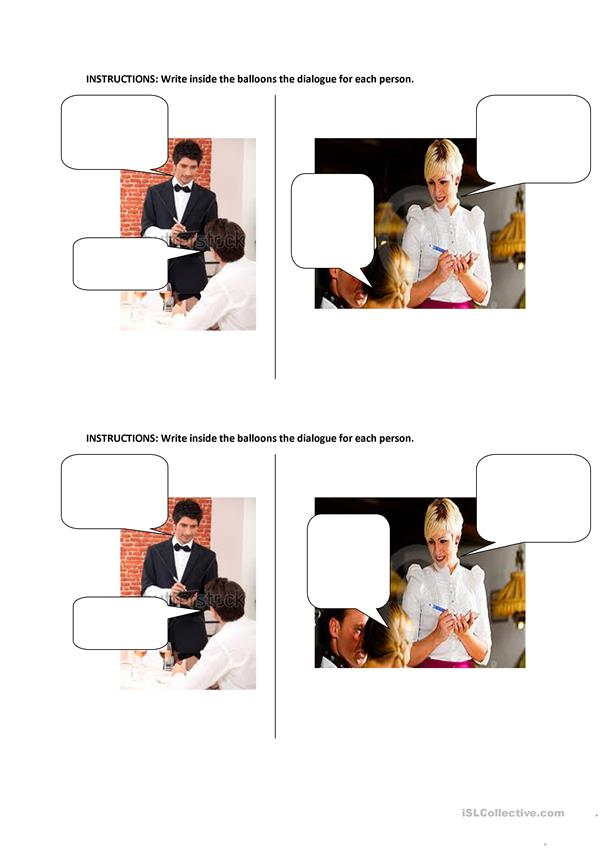 INSTRUCTIONS: Write inside the balloons the dialogue for each person.
INSTRUCTIONS: Write inside the balloons the dialogue for each person.
iSLCollective.com